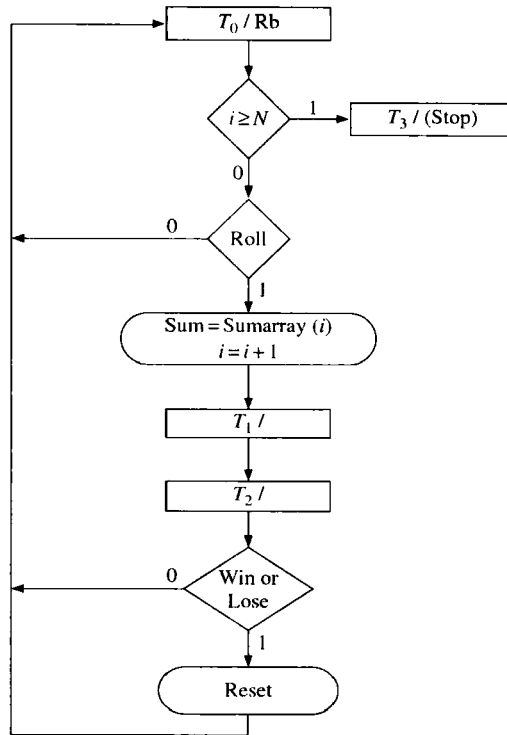 T₀ / Rb
i ≥ N
1
T₃ / (Stop)
0
0
Roll
1
Sum = Sumarray (i)
i = i + 1
T₁ /
T₂ /
0
Win or
Lose
1
Reset